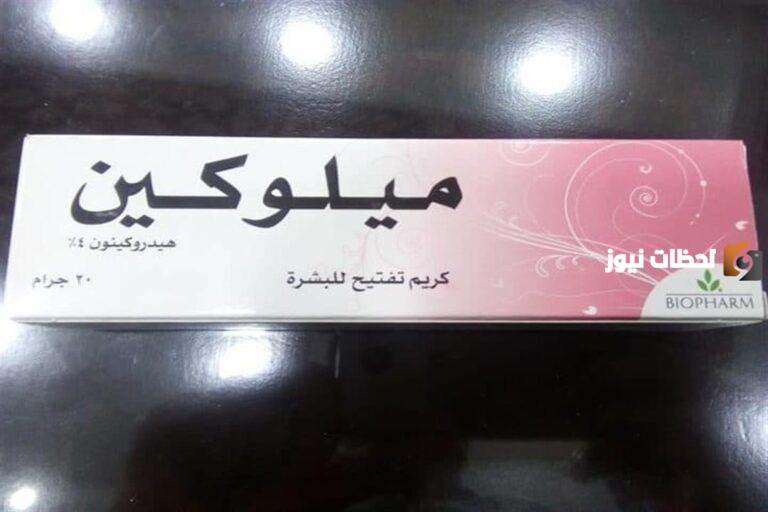 ميلوكين
هيدروكينون ٤٪
كريم تفتيح للبشرة
٢٠ جرام
لحظات نيوز
BIOPHARM